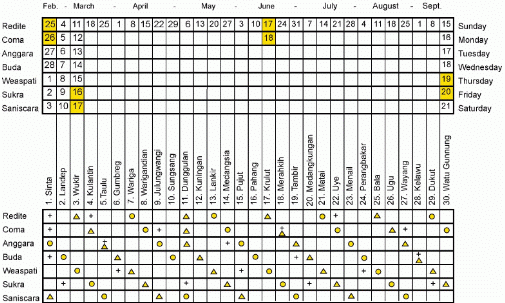 Feb. - March - April - May - June - July - August - Sept.
Redite 25 4 11 18 25 1 8 15 22 29 6 13 20 27 3 10 17 24 31 7 14 21 28 4 11 18 25 1 8 15 Sunday
Coma 26 5 12 18 16 Monday
Anggara 27 6 13 17 Tuesday
Buda 28 7 14 18 Wednesday
Weaspati 1 8 15 19 Thursday
Sukra 2 9 16 20 Friday
Saniscara 3 10 17 21 Saturday
1. Sinta
2. Landep
3. Wukir
4. Kulantir
5. Taulu
6. Gumbreg
7. Wariga
8. Warigandian
9. Julungwangi
10. Sungsang
11. Dunggulan
12. Kuningan
13. Lankir
14. Medangsia
15. Pujut
16. Pahang
17. Krulut
18. Merakhih
19. Tambir
20. Medangkungan
21. Matal
22. Uye
23. Menail
24. Perangbakar
25. Bala
26. Ugu
27. Wayang
28. Kelawu
29. Dukut
30. Watu Gunnung
Redite
Coma
Anggara
Buda
Weaspati
Sukra
Saniscara